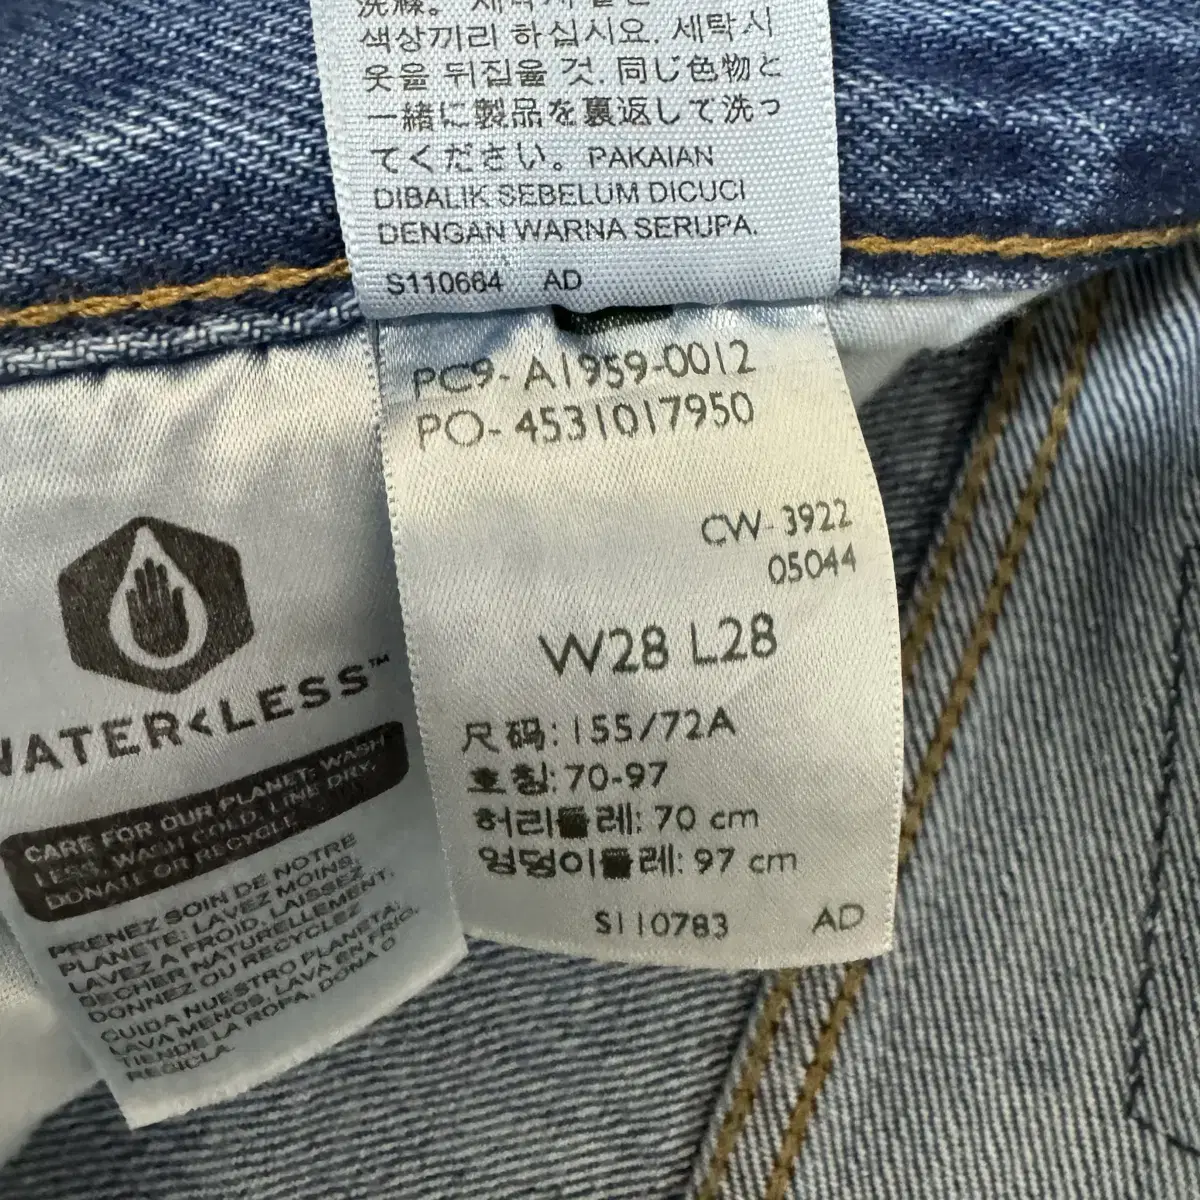 洗滌。
색상끼리 하십시요. 세탁시
옷을 뒤집을 것. 同じ色物と
一緒に製品を裏返して洗っ
てください。 PAKAIAN
DIBALIK SEBELUM DICUCI
DENGAN WARNA SERUPA.
S110664 AD
PC9-A1959-0012
PO-4531017950
CW-3922
05044
W28 L28
尺码: 155/72A
호칭: 70-97
허리둘레: 70 cm
엉덩이둘레: 97 cm
S110783 AD
WATER<LESS™
CARE FOR OUR PLANET: WASH
LESS, WASH COLD, LINE DRY,
DONATE OR RECYCLE.
PRENEZ SOIN DE NOTRE
PLANÈTE: LAVEZ MOINS,
LAVEZ A FROID, LAISSEZ
SECHER NATURELLEMENT,
DONNEZ OU RECYCLEZ
CUIDA NUESTRO PLANETA:
LAVA MENOS, LAVA EN FRIO,
TIENDE LA ROPA, DONA O
RECICLA.